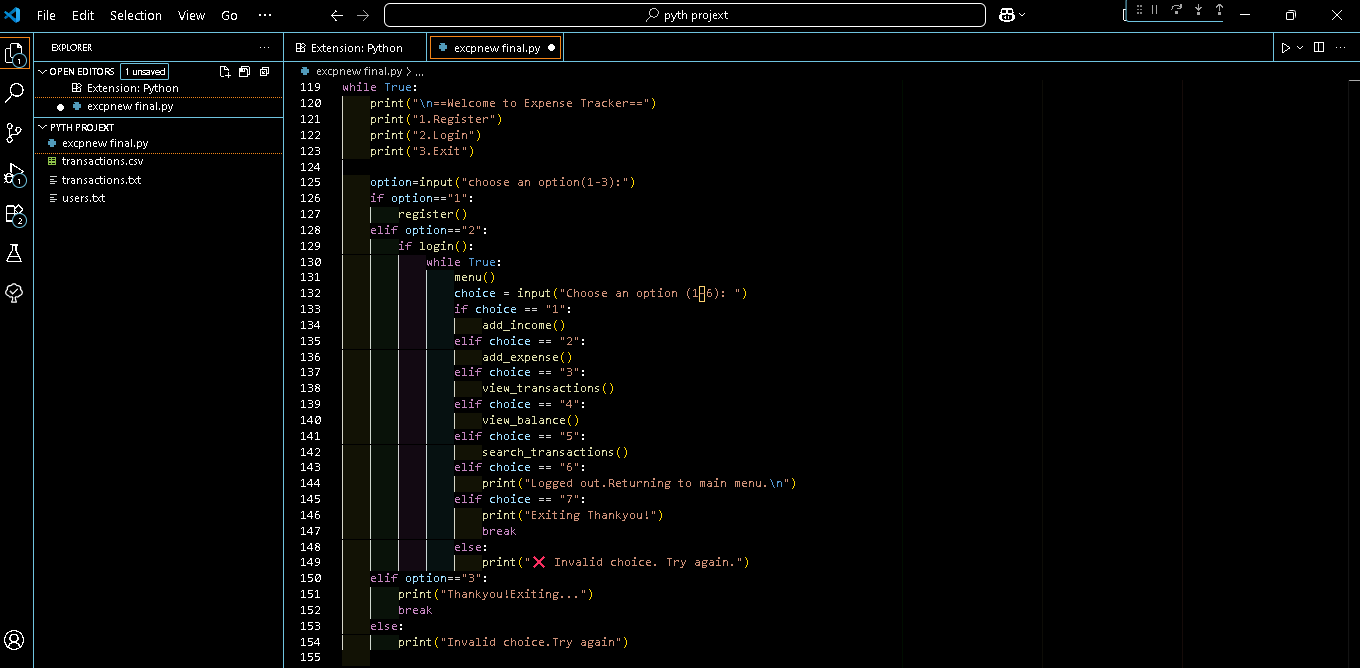 File Edit Selection View Go ··· pyth projext
EXPLORER ···
OPEN EDITORS 1 unsaved
Extension: Python
excpnew final.py
PYTH PROJEXT
excpnew final.py
transactions.csv
transactions.txt
users.txt
1
1
2
Extension: Python excpnew final.py
excpnew final.py > ...
119 while True:
120 print("\n==Welcome to Expense Tracker==")
121 print("1.Register")
122 print("2.Login")
123 print("3.Exit")
124
125 option=input("choose an option(1-3):")
126 if option=="1":
127 register()
128 elif option=="2":
129 if login():
130 while True:
131 menu()
132 choice = input("Choose an option (1-6): ")
133 if choice == "1":
134 add_income()
135 elif choice == "2":
136 add_expense()
137 elif choice == "3":
138 view_transactions()
139 elif choice == "4":
140 view_balance()
141 elif choice == "5":
142 search_transactions()
143 elif choice == "6":
144 print("Logged out.Returning to main menu.\n")
145 elif choice == "7":
146 print("Exiting Thankyou!")
147 break
148 else:
149 print("❌ Invalid choice. Try again.")
150 elif option=="3":
151 print("Thankyou!Exiting...")
152 break
153 else:
154 print("Invalid choice.Try again")
155